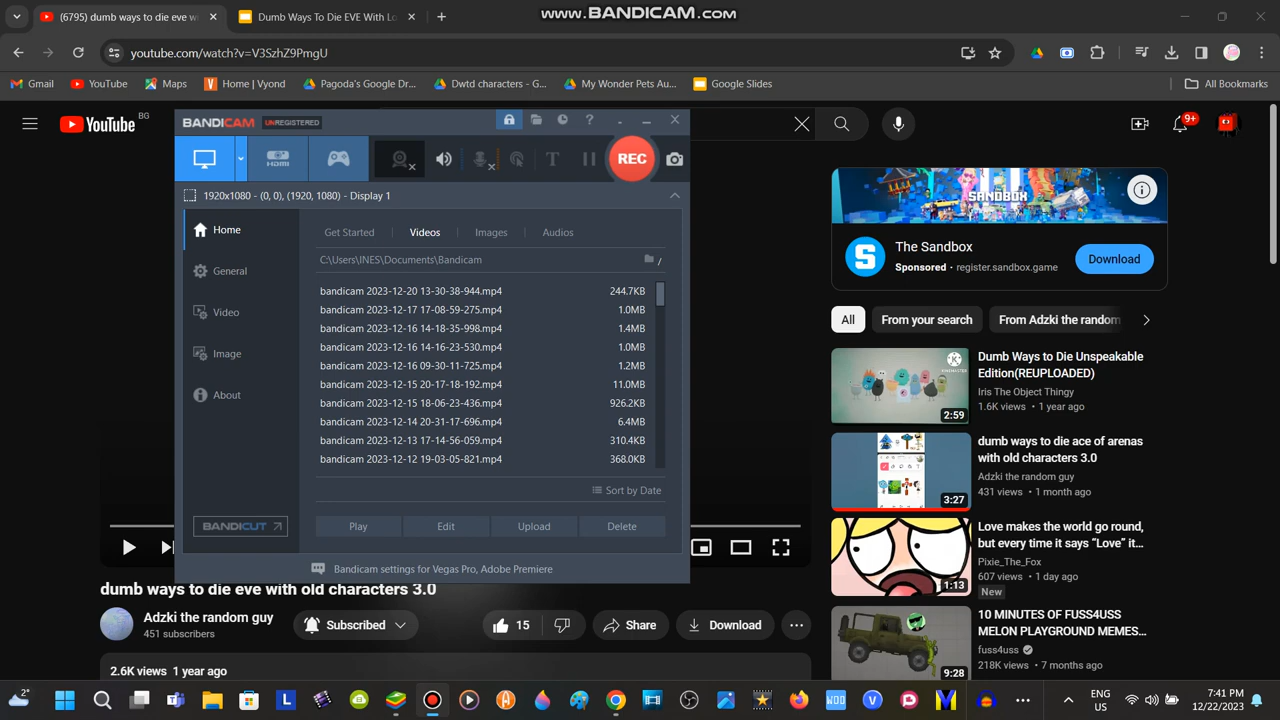 (6795) dumb ways to die eve wi
Dumb Ways To Die EVE With Lo
www.BANDICAM.com
youtube.com/watch?v=V3SzhZ9PmgU
Gmail
YouTube
Maps
Home | Vyond
Pagoda's Google Dr...
Dwtd characters - G...
My Wonder Pets Au...
Google Slides
All Bookmarks
YouTube BG
9+
BANDICAM UNREGISTERED
HDMI
REC
1920x1080 - (0, 0), (1920, 1080) - Display 1
Home
General
Video
Image
About
BANDICUT
Get Started Videos Images Audios
C:\Users\INES\Documents\Bandicam
bandicam 2023-12-20 13-30-38-944.mp4 244.7KB
bandicam 2023-12-17 17-08-59-275.mp4 1.0MB
bandicam 2023-12-16 14-18-35-998.mp4 1.4MB
bandicam 2023-12-16 14-16-23-530.mp4 1.0MB
bandicam 2023-12-16 09-30-11-725.mp4 1.2MB
bandicam 2023-12-15 20-17-18-192.mp4 11.0MB
bandicam 2023-12-15 18-06-23-436.mp4 926.2KB
bandicam 2023-12-14 20-31-17-696.mp4 6.4MB
bandicam 2023-12-13 17-14-56-059.mp4 310.4KB
bandicam 2023-12-12 19-03-05-821.mp4 368.0KB
Sort by Date
Play Edit Upload Delete
Bandicam settings for Vegas Pro, Adobe Premiere
dumb ways to die eve with old characters 3.0
Adzki the random guy
451 subscribers
Subscribed
15
Share
Download
2.6K views 1 year ago
SANDBOX
The Sandbox
Sponsored • register.sandbox.game
Download
All
From your search
From Adzki the random
Dumb Ways to Die Unspeakable
Edition(REUPLOADED)
Iris The Object Thingy
1.6K views • 1 year ago
KINEMASTER
2:59
dumb ways to die ace of arenas
with old characters 3.0
Adzki the random guy
431 views • 1 month ago
3:27
Love makes the world go round,
but every time it says “Love” it...
Pixie_The_Fox
607 views • 1 day ago
New
1:13
10 MINUTES OF FUSS4USS
MELON PLAYGROUND MEMES...
fuss4uss
218K views • 7 months ago
9:28
2°
ENG
US
7:41 PM
12/22/2023